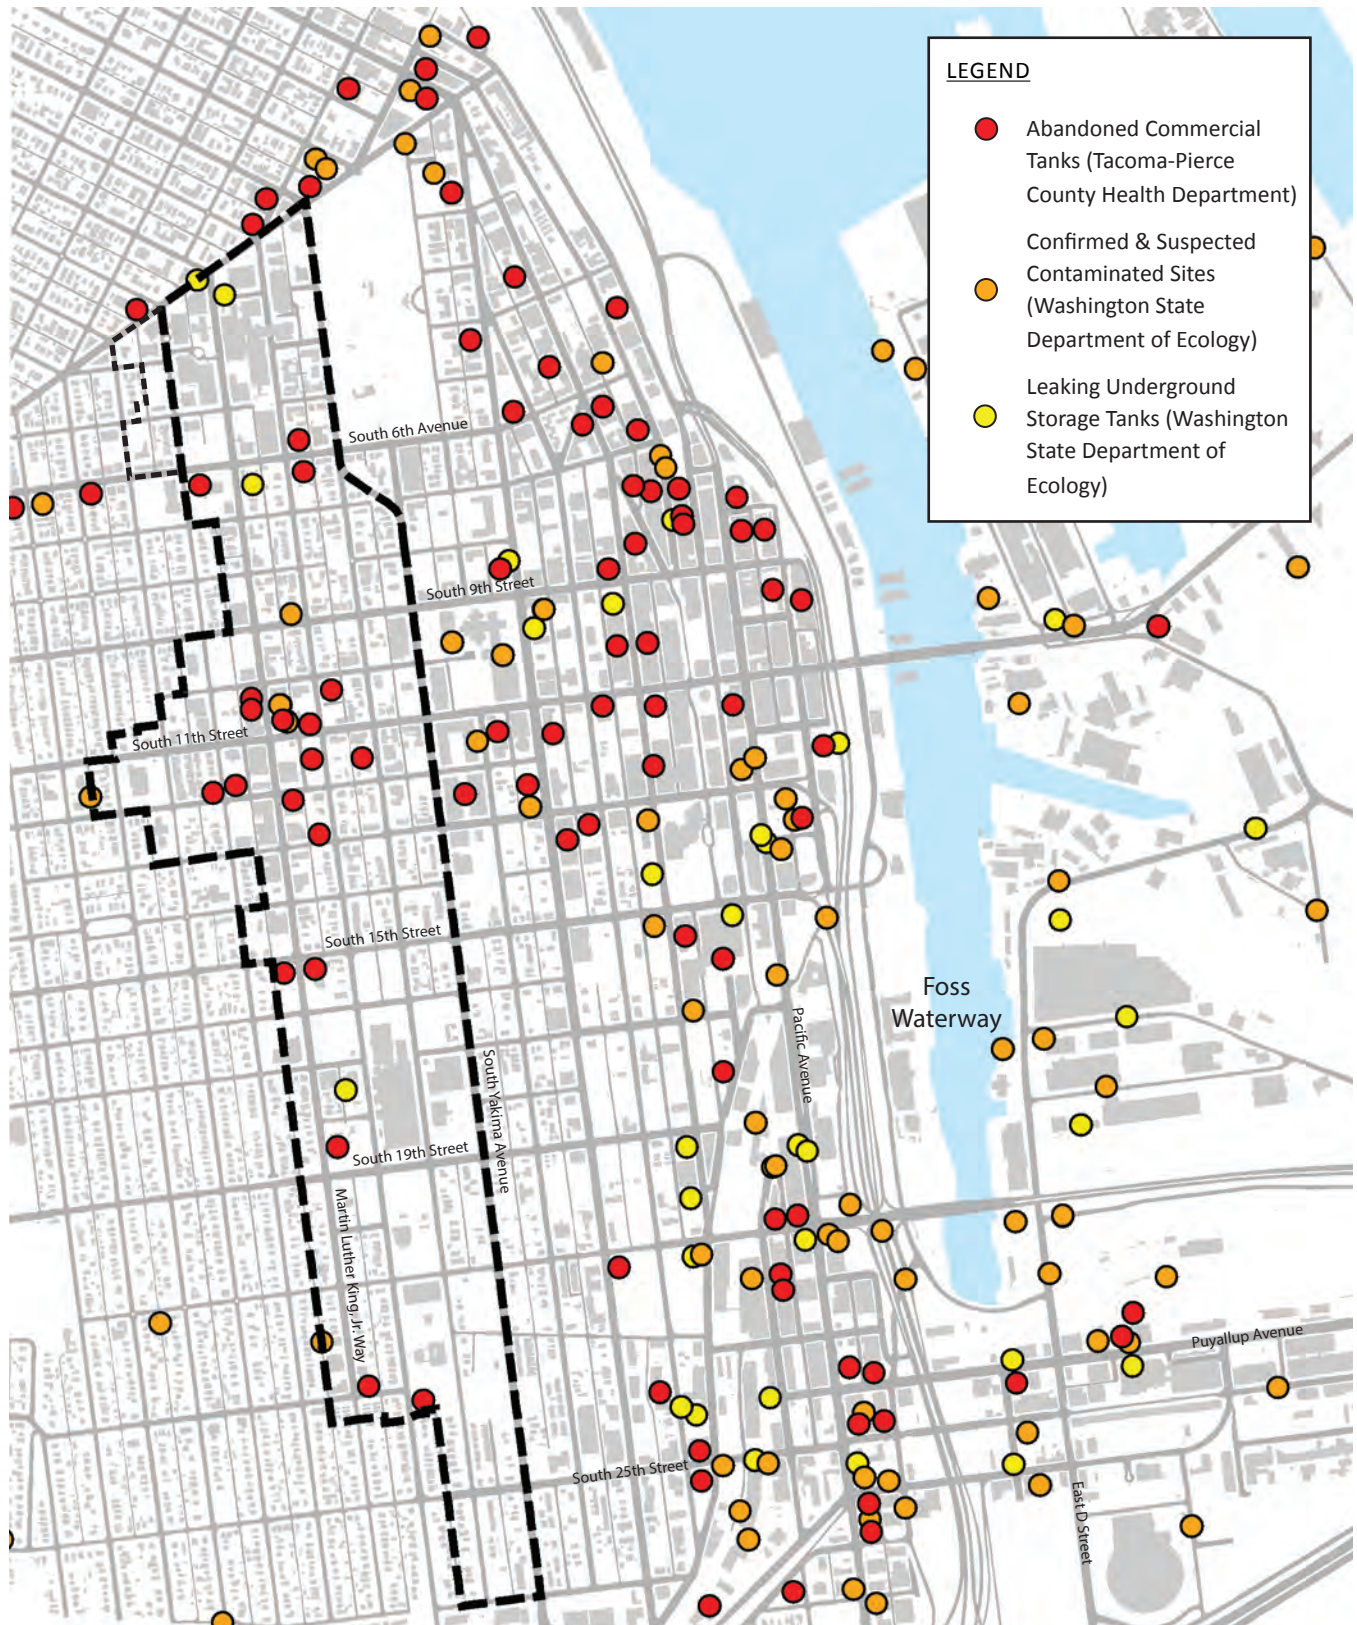 LEGEND
Abandoned Commercial
Tanks (Tacoma-Pierce
County Health Department)
Confirmed & Suspected
Contaminated Sites
(Washington State
Department of Ecology)
Leaking Underground
Storage Tanks (Washington
State Department of
Ecology)
South 6th Avenue
South 9th Street
South 11th Street
South 15th Street
Foss
Waterway
Pacific Avenue
South Yakima Avenue
South 19th Street
Martin Luther King, Jr. Way
Puyallup Avenue
South 25th Street
East D Street